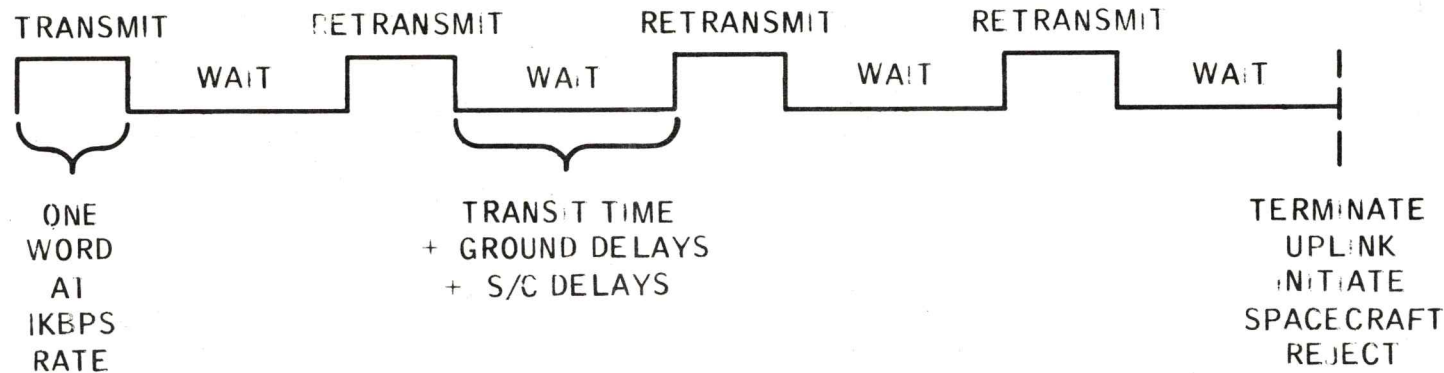 TRANSMIT RETRANSMIT RETRANSMIT RETRANSMIT
WAIT WAIT WAIT WAIT
ONE
WORD
AT
1KBPS
RATE
TRANSIT TIME
+ GROUND DELAYS
+ S/C DELAYS
TERMINATE
UPLINK
INITIATE
SPACECRAFT
REJECT